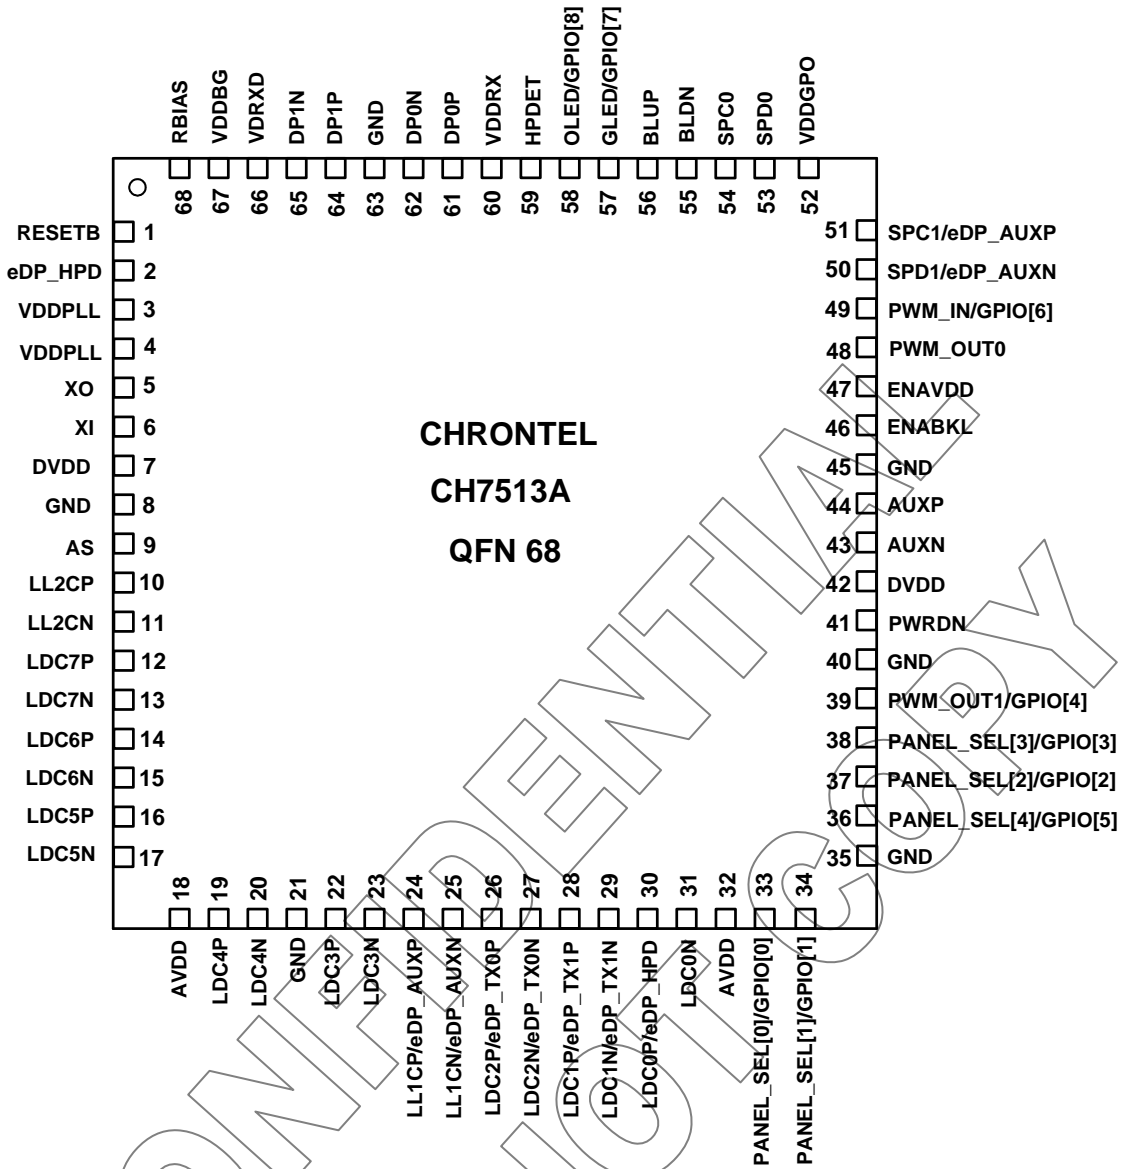 RBIAS
VDDBG
VDRXD
DP1N
DP1P
GND
DP0N
DP0P
VDDRX
HPDET
OLED/GPIO[8]
GLED/GPIO[7]
BLUP
BLDN
SPC0
SPD0
VDDGPO
68 67 66 65 64 63 62 61 60 59 58 57 56 55 54 53 52
RESETB 1
eDP_HPD 2
VDDPLL 3
VDDPLL 4
XO 5
XI 6
DVDD 7
GND 8
AS 9
LL2CP 10
LL2CN 11
LDC7P 12
LDC7N 13
LDC6P 14
LDC6N 15
LDC5P 16
LDC5N 17
CHRONTEL
CH7513A
QFN 68
51 SPC1/eDP_AUXP
50 SPD1/eDP_AUXN
49 PWM_IN/GPIO[6]
48 PWM_OUT0
47 ENAVDD
46 ENABKL
45 GND
44 AUXP
43 AUXN
42 DVDD
41 PWRDN
40 GND
39 PWM_OUT1/GPIO[4]
38 PANEL_SEL[3]/GPIO[3]
37 PANEL_SEL[2]/GPIO[2]
36 PANEL_SEL[4]/GPIO[5]
35 GND
18 19 20 21 22 23 24 25 26 27 28 29 30 31 32 33 34
AVDD
LDC4P
LDC4N
GND
LDC3P
LDC3N
LL1CP/eDP_AUXP
LL1CN/eDP_AUXN
LDC2P/eDP_TX0P
LDC2N/eDP_TX0N
LDC1P/eDP_TX1P
LDC1N/eDP_TX1N
LDC0P/eDP_HPD
LDC0N
AVDD
PANEL_SEL[0]/GPIO[0]
PANEL_SEL[1]/GPIO[1]
ONFIDENTIAL
NOT COPY